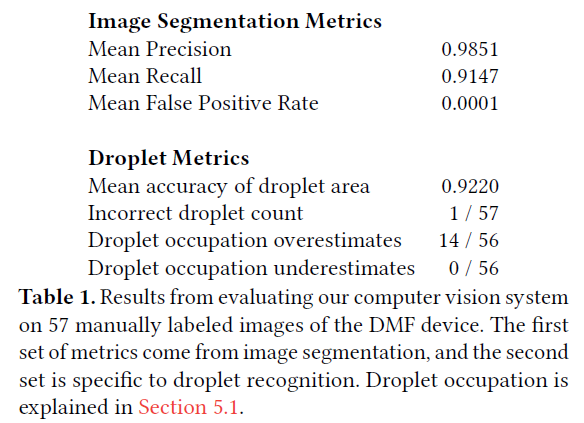 Image Segmentation Metrics
Mean Precision 0.9851
Mean Recall 0.9147
Mean False Positive Rate 0.0001
Droplet Metrics
Mean accuracy of droplet area 0.9220
Incorrect droplet count 1 / 57
Droplet occupation overestimates 14 / 56
Droplet occupation underestimates 0 / 56
Table 1. Results from evaluating our computer vision system
on 57 manually labeled images of the DMF device. The first
set of metrics come from image segmentation, and the second
set is specific to droplet recognition. Droplet occupation is
explained in Section 5.1.